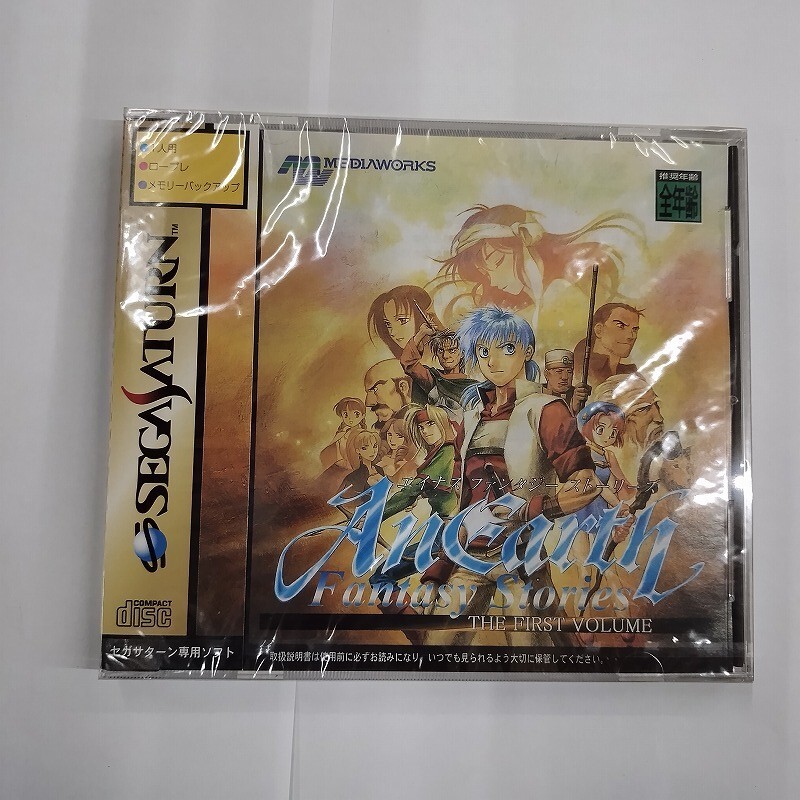 1人用
ロープレ
メモリーバックアップ
SEGA SATURN™
COMPACT
disc
セガサターン専用ソフト
MW MEDIAWORKS
推奨年齢
全年齢
エイナス ファンタジー ストーリーズ
AnEarth
Fantasy Stories
THE FIRST VOLUME
取扱説明書は使用前に必ずお読みになり、いつでも見られるよう大切に保管してください。